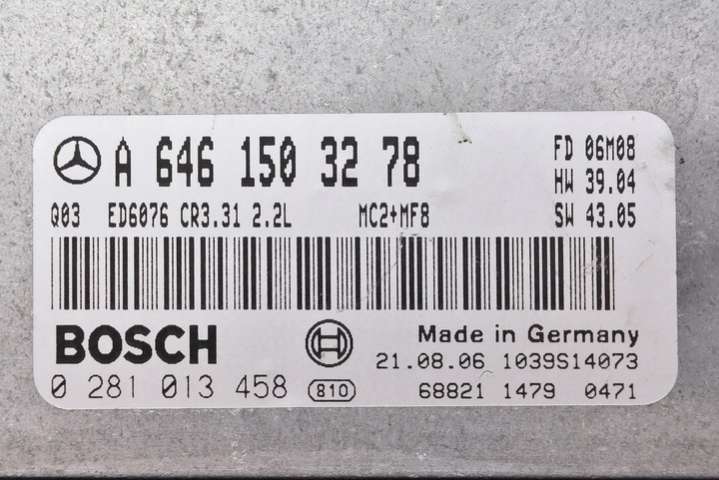 A 646 150 32 78
FD 06M08
HW 39.04
Q03 ED6076 CR3.31 2.2L MC2+MF8 SW 43.05
BOSCH
Made in Germany
21.08.06 1039S14073
0 281 013 458 810 68821 1479 0471